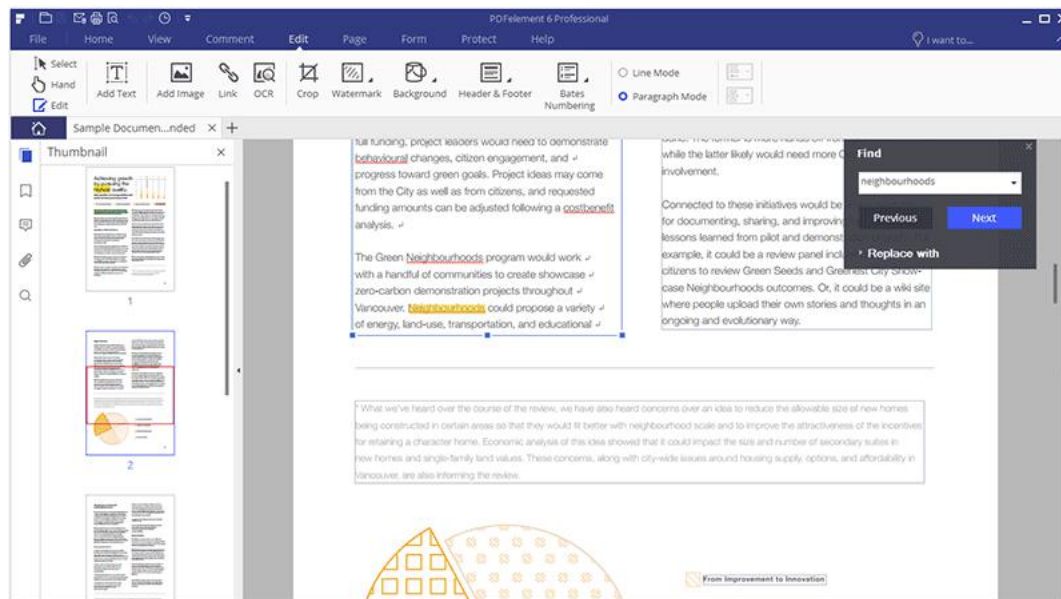 PDFelement 6 Professional
File Home View Comment Edit Page Form Protect Help I want to...
Select
Hand
Edit
Add Text Add Image Link OCR Crop Watermark Background Header & Footer Bates Numbering
Line Mode
Paragraph Mode
Sample Documen...nded
Thumbnail
Achieving growth
by pursuing the
highest quality.
1
2
full funding, project leaders would need to demonstrate
behavioural changes, citizen engagement, and
progress toward green goals. Project ideas may come
from the City as well as from citizens, and requested
funding amounts can be adjusted following a costbenefit
analysis.
The Green Neighbourhoods program would work
with a handful of communities to create showcase
zero-carbon demonstration projects throughout
Vancouver. Neighbourhoods could propose a variety
of energy, land-use, transportation, and educational
while the latter likely would need more
involvement.
Connected to these initiatives would be
for documenting, sharing, and improving
lessons learned from pilot and
example, it could be a review panel
citizens to review Green Seeds and Greenest City Show-
case Neighbourhoods outcomes. Or, it could be a wiki site
where people upload their own stories and thoughts in an
ongoing and evolutionary way.
Find
neighbourhoods
Previous Next
Replace with
* What we've heard over the course of the review, we have also heard concerns over an idea to reduce the allowable size of new homes
being constructed in certain areas so that they would fit better with neighbourhood scale and to improve the attractiveness of the incentives
for retaining a character home. Economic analysis of this idea showed that it could impact the size and number of secondary suites in
new homes and single-family land values. These concerns, along with city-wide issues around housing supply, options, and affordability in
Vancouver, are also informing the review.
From Improvement to Innovation